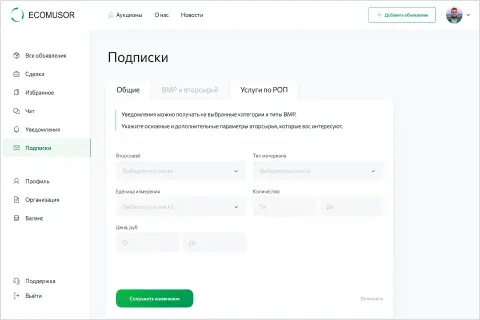 ECOMUSOR
Аукционы
О нас
Новости
Добавить объявление
Все объявления
Сделки
Избранное
Чат
Уведомления
Подписки
Профиль
Организация
Баланс
Поддержка
Выйти
Подписки
Общие
ВМР и вторсырьё
Услуги по РОП
Уведомления можно получать на выбранные категории и типы ВМР.
Укажите основные и дополнительные параметры вторсырья, которые вас интересуют.
Вторсырьё
Тип материала
Выберите из списка
Выберите из списка
Единица измерения
Количество
Выберите из списка
От
До
Цена, руб
От
До
Сохранить изменения
Отменить